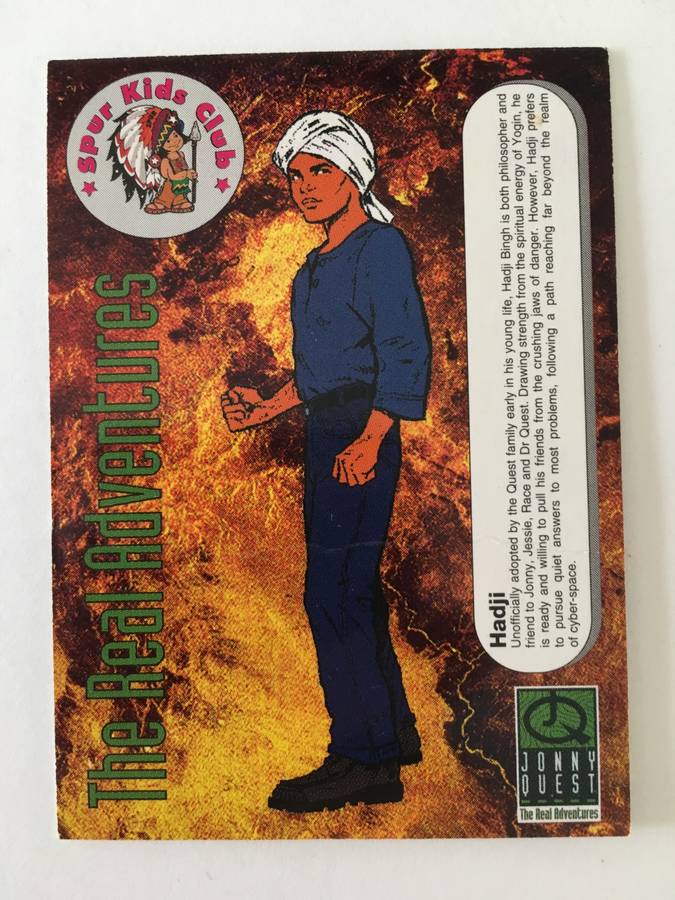 Spur Kids Club
The Real Adventures
Hadji
Unofficially adopted by the Quest family early in his young life, Hadji Bingh is both philosopher and
friend to Jonny, Jessie, Race and Dr Quest. Drawing strength from the spiritual energy of Yogin, he
is ready and willing to pull his friends from the crushing jaws of danger. However, Hadji prefers
to pursue quiet answers to most problems, following a path reaching far beyond the realm
of cyber-space.
JQ
JONNY
QUEST
The Real Adventures